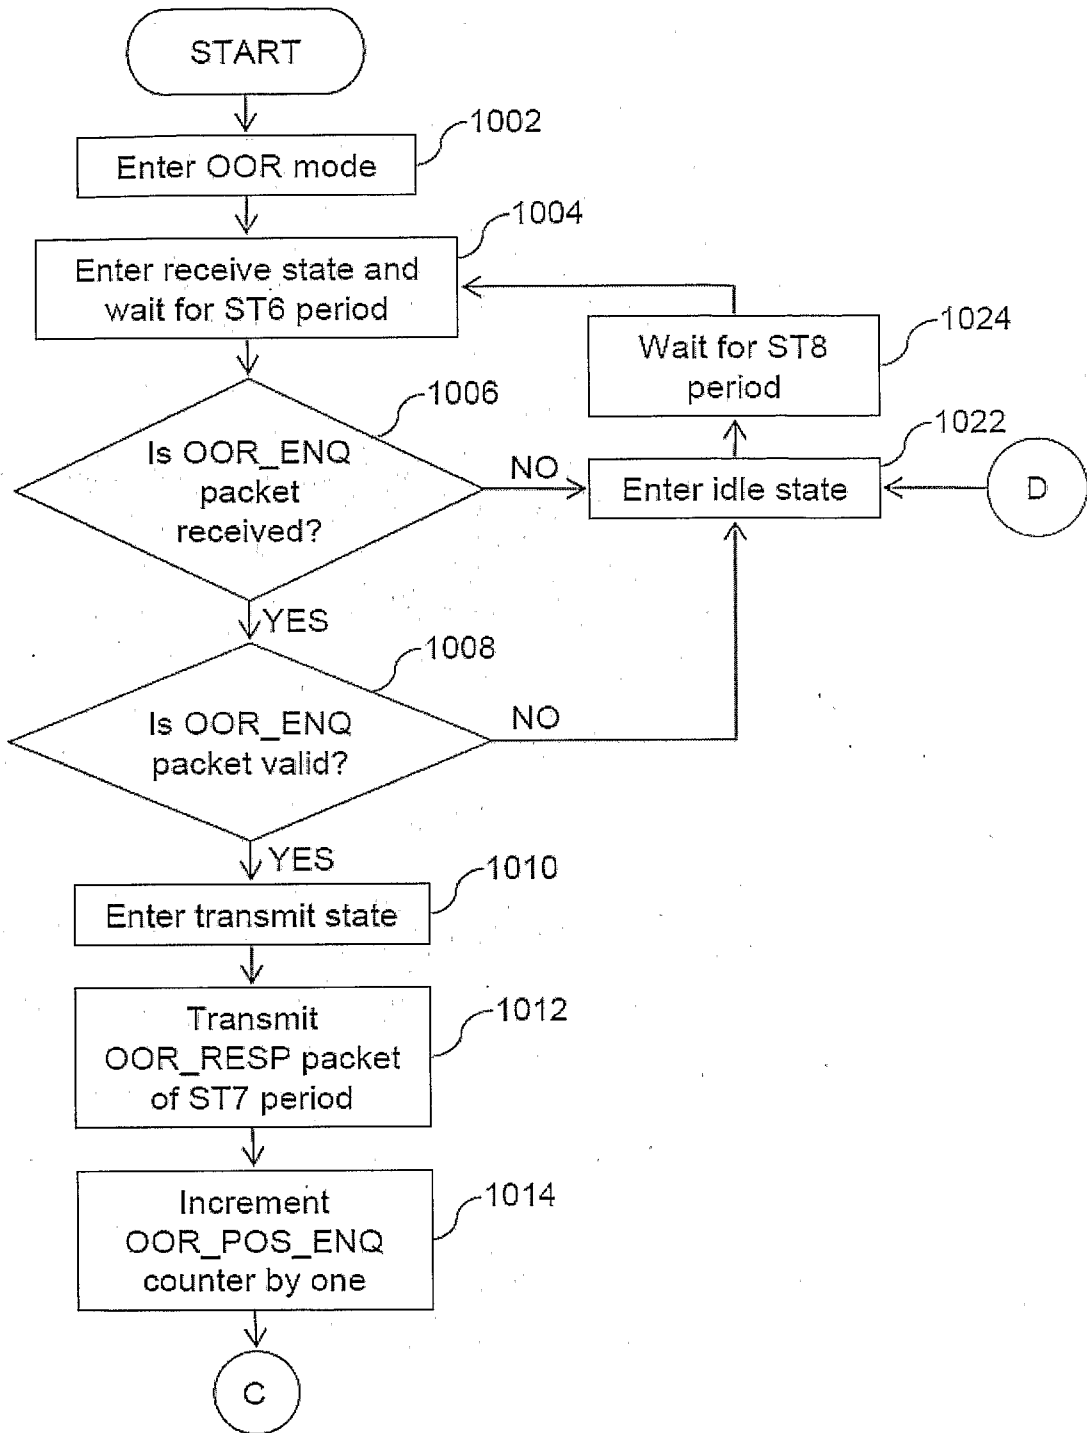 START
1002
Enter OOR mode
1004
Enter receive state and
wait for ST6 period
1024
Wait for ST8
period
1006
Is OOR_ENQ
packet
received?
NO
1022
Enter idle state
D
YES
1008
Is OOR_ENQ
packet valid?
NO
YES
1010
Enter transmit state
1012
Transmit
OOR_RESP packet
of ST7 period
1014
Increment
OOR_POS_ENQ
counter by one
C